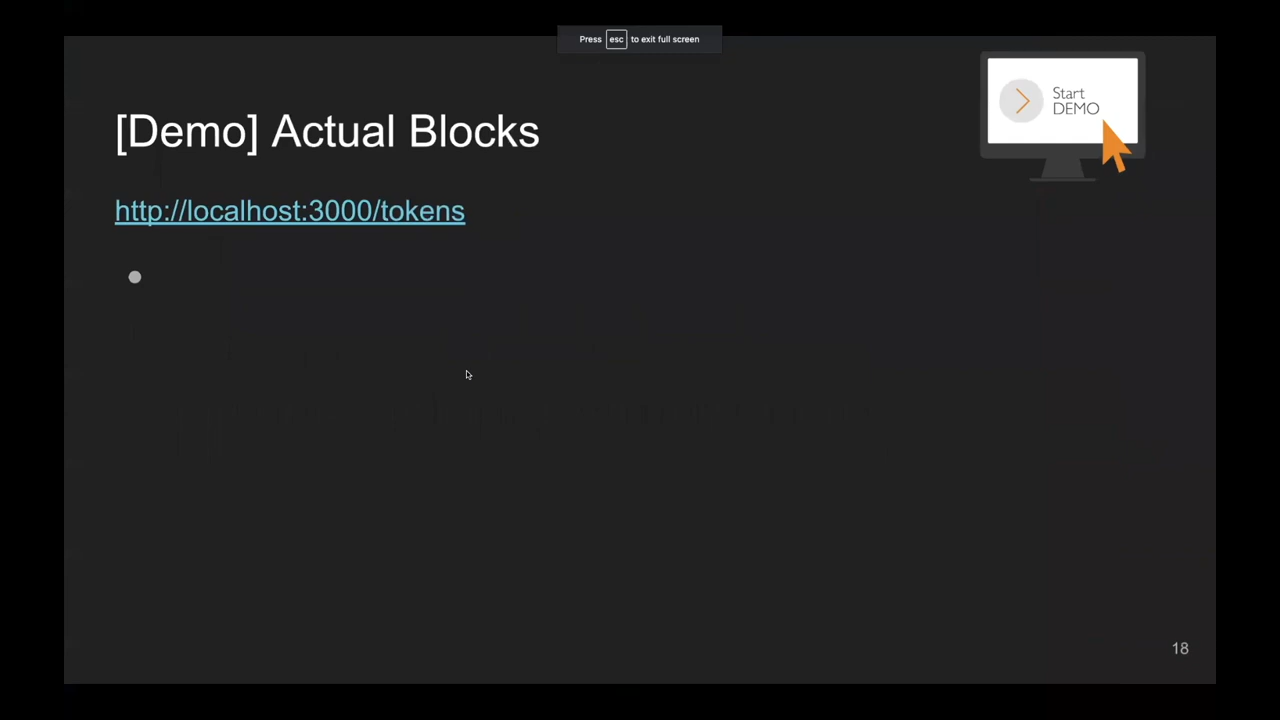 Press esc to exit full screen
Start
DEMO
[Demo] Actual Blocks
http://localhost:3000/tokens
18